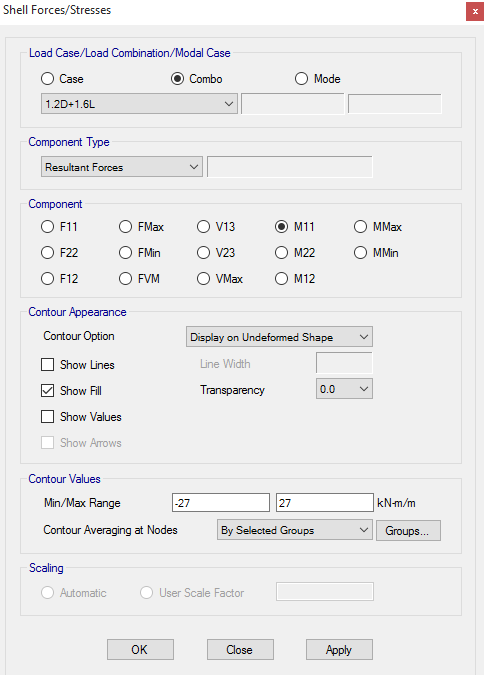 Shell Forces/Stresses
x
Load Case/Load Combination/Modal Case
Case Combo Mode
1.2D+1.6L
Component Type
Resultant Forces
Component
F11 FMax V13 M11 MMax
F22 FMin V23 M22 MMin
F12 FVM VMax M12
Contour Appearance
Contour Option Display on Undeformed Shape
Show Lines Line Width
Show Fill Transparency 0.0
Show Values
Show Arrows
Contour Values
Min/Max Range -27 27 kN-m/m
Contour Averaging at Nodes By Selected Groups Groups...
Scaling
Automatic User Scale Factor
OK Close Apply